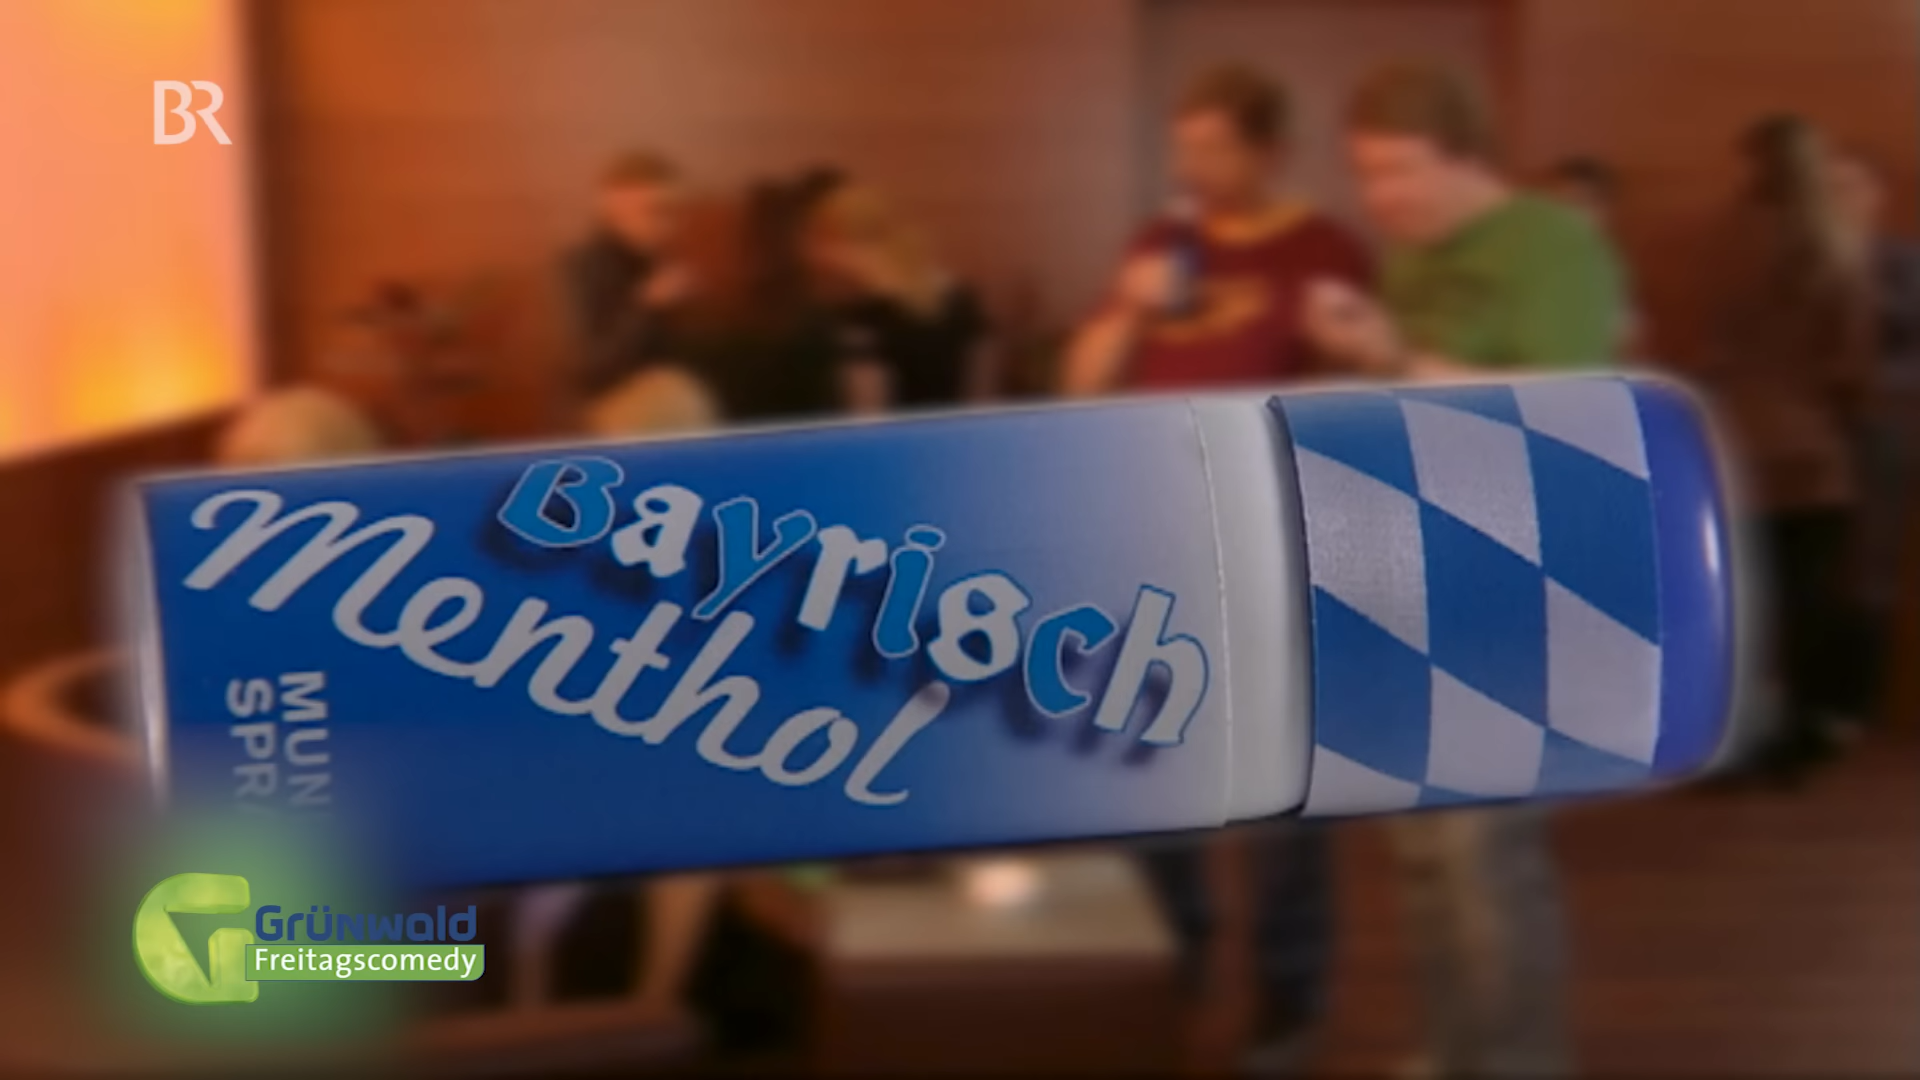 BR
Bayrisch
Menthol
MUN
SPR
Grünwald
Freitagscomedy